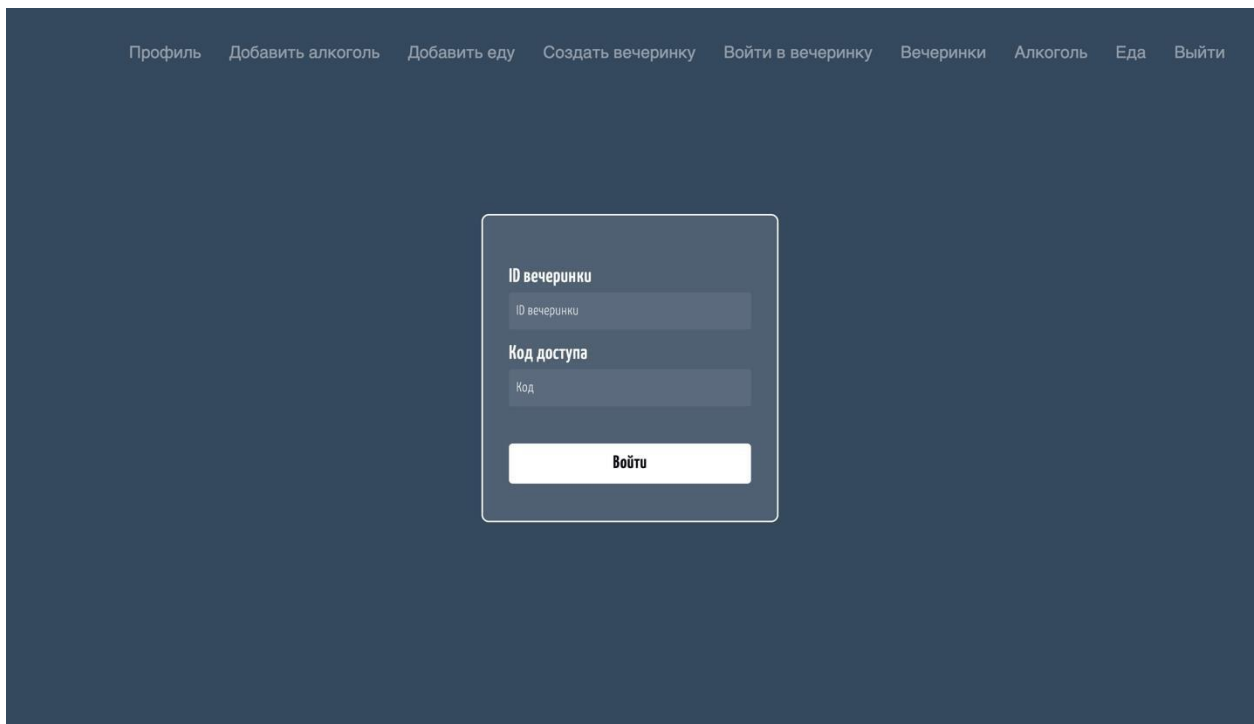 Профиль Добавить алкоголь Добавить еду Создать вечеринку Войти в вечеринку Вечеринки Алкоголь Еда Выйти
ID вечеринки
ID вечеринки
Код доступа
Код
Войти